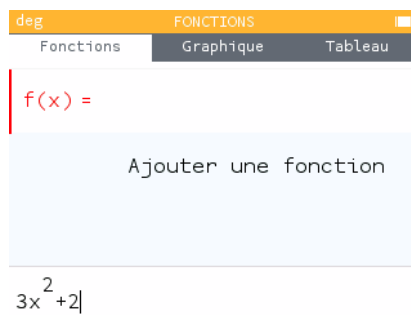 deg FONCTIONS
Fonctions Graphique Tableau
f(x) =
Ajouter une fonction
3x²+2